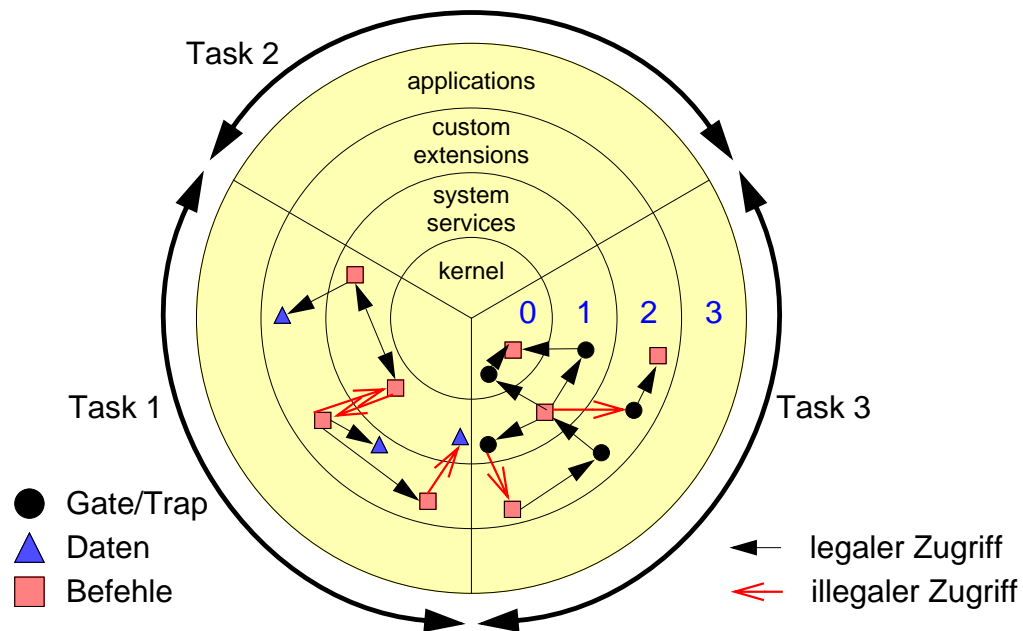 Task 2
applications
custom
extensions
system
services
kernel
0 1 2 3
Task 1
Task 3
Gate/Trap
Daten
Befehle
legaler Zugriff
illegaler Zugriff